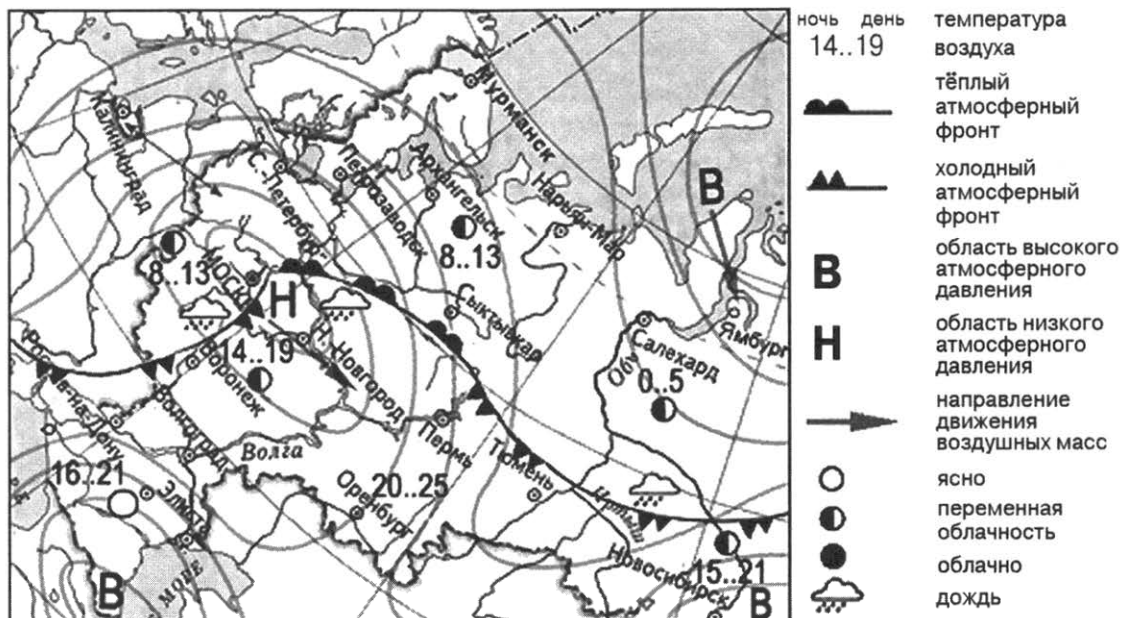 Калининград
С.-Петербург
Петрозаводск
Мурманск
Архангельск
Нарьян-Мар
8..13
8..13
МОСКВА
Н
Сыктывкар
В
Ямбург
Салехард
Обь
0..5
14..19
Воронеж
Н. Новгород
Ростов-на-Дону
Волгоград
Волга
Пермь
Тюмень
Иртыш
16..21
Элиста
20..25
Оренбург
Новосибирск
15..21
В
МОРЕ
В
ночь день
14..19
температура
воздуха
тёплый
атмосферный
фронт
холодный
атмосферный
фронт
В
область высокого
атмосферного
давления
Н
область низкого
атмосферного
давления
направление
движения
воздушных масс
ясно
переменная
облачность
облачно
дождь